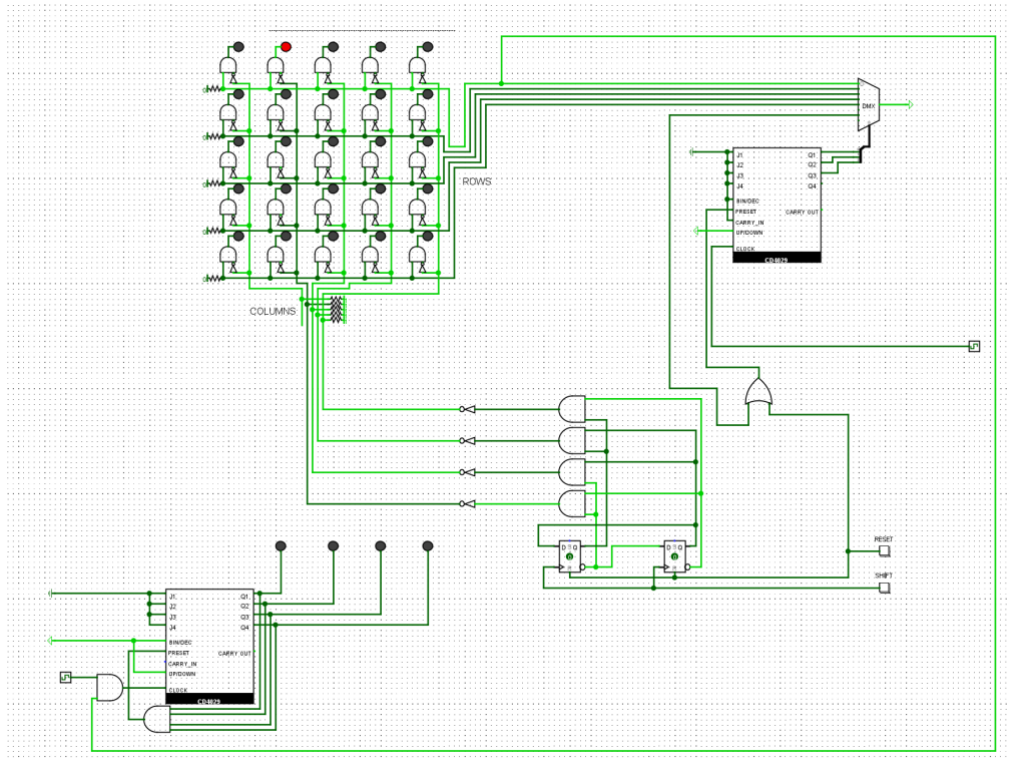 DMX
J1
J2
J3
J4
BIN/DEC
PRESET
CARRY_IN
UP/DOWN
CLOCK
Q1
Q2
Q3
Q4
CARRY OUT
CD4029
ROWS
COLUMNS
D Q
D Q
RESET
SHIFT
J1
J2
J3
J4
BIN/DEC
PRESET
CARRY_IN
UP/DOWN
CLOCK
Q1
Q2
Q3
Q4
CARRY OUT
CD4029